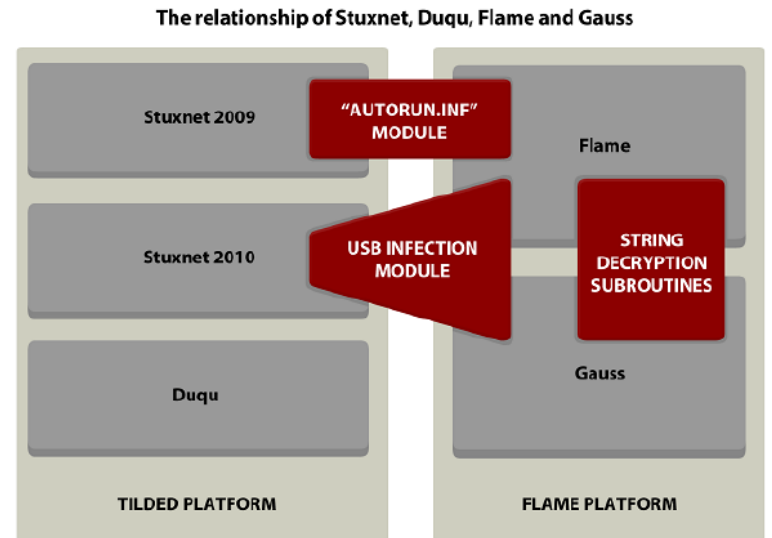 The relationship of Stuxnet, Duqu, Flame and Gauss
Stuxnet 2009
“AUTORUN.INF”
MODULE
Flame
Stuxnet 2010
USB INFECTION
MODULE
STRING
DECRYPTION
SUBROUTINES
Duqu
Gauss
TILDED PLATFORM
FLAME PLATFORM